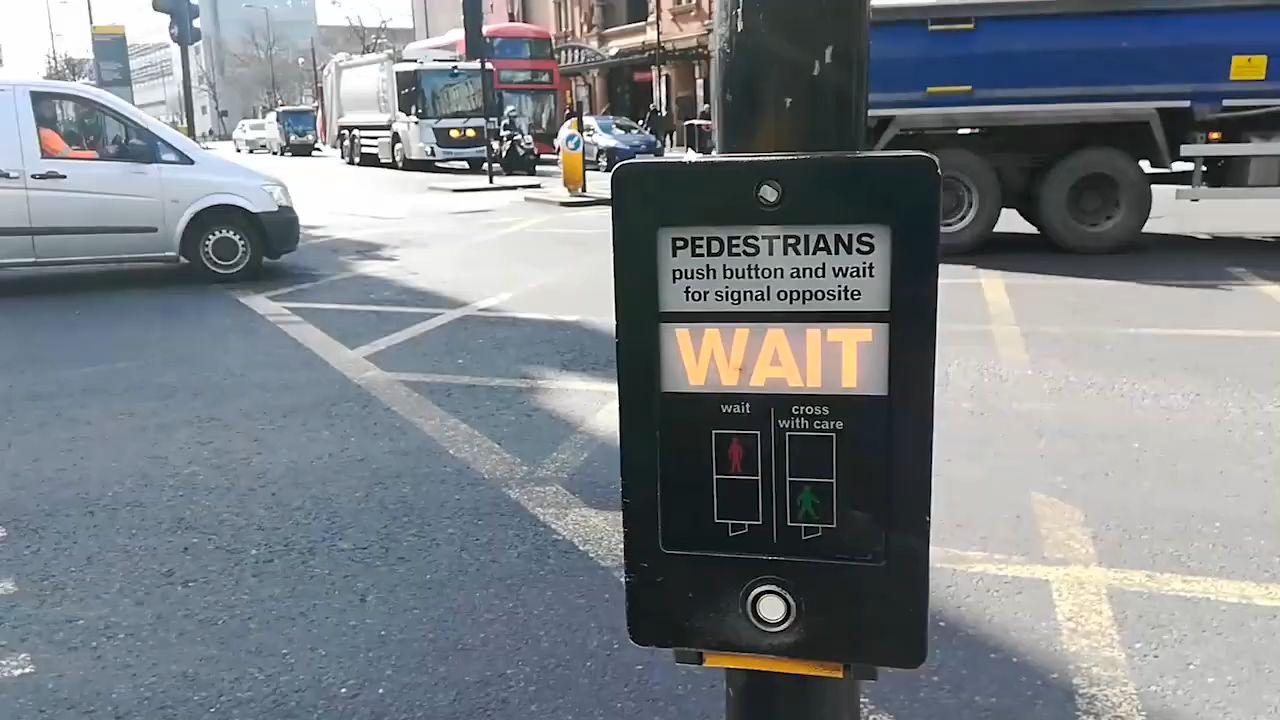 PEDESTRIANS
push button and wait
for signal opposite
WAIT
wait
cross
with care